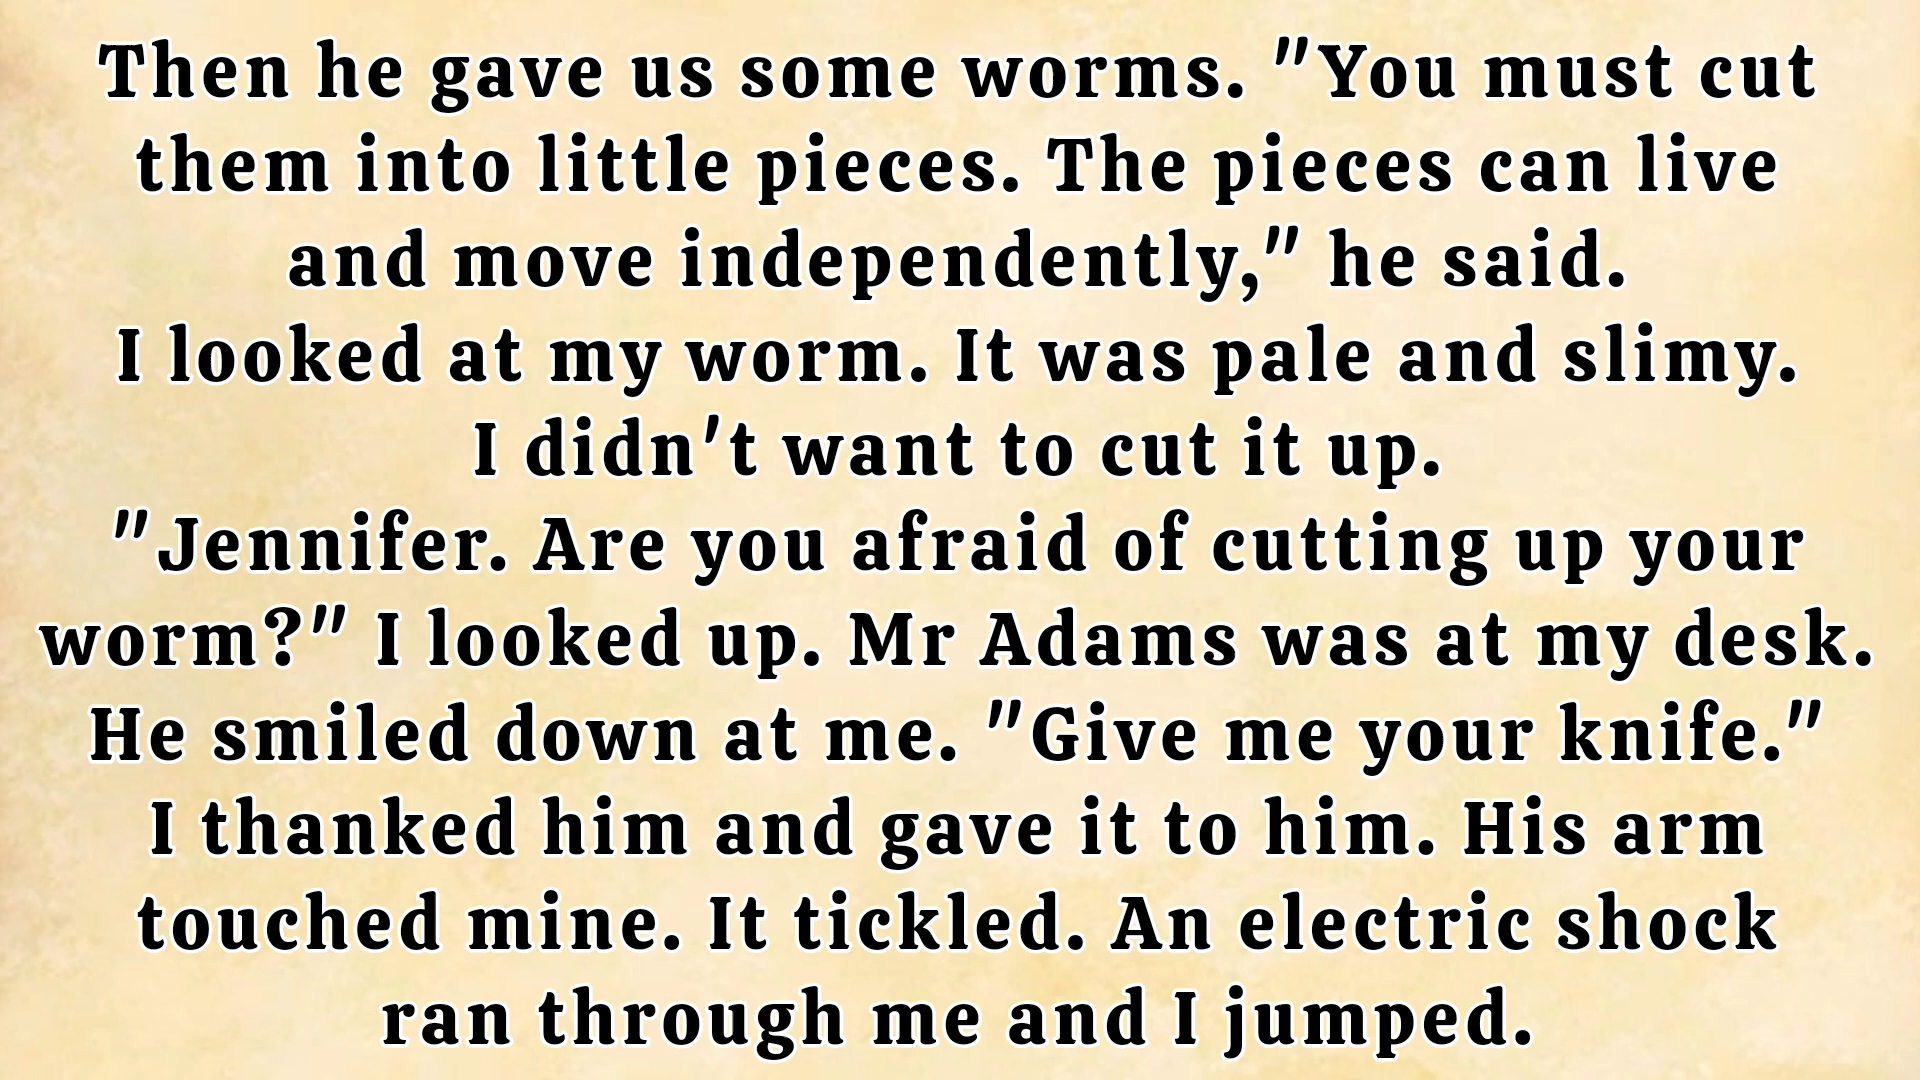 Then he gave us some worms. "You must cut
them into little pieces. The pieces can live
and move independently," he said.
I looked at my worm. It was pale and slimy.
I didn't want to cut it up.
"Jennifer. Are you afraid of cutting up your
worm?" I looked up. Mr Adams was at my desk.
He smiled down at me. "Give me your knife."
I thanked him and gave it to him. His arm
touched mine. It tickled. An electric shock
ran through me and I jumped.